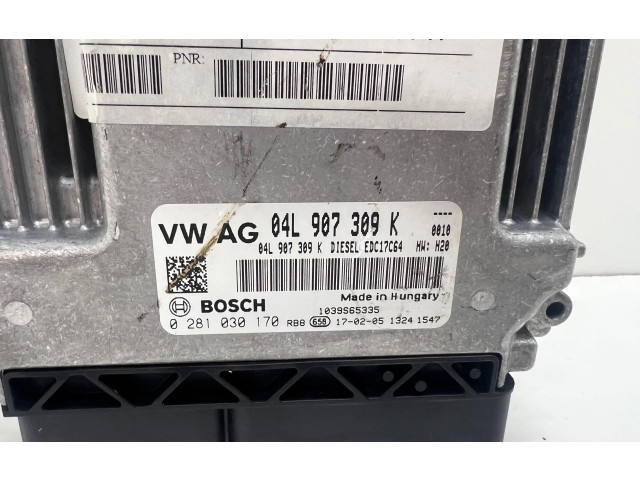 PNR:
VW AG 04L 907 309 K ----
0010
04L 907 309 K DIESEL EDC17C64 HW: H20
BOSCH
Made in Hungary
1039S65335
0 281 030 170 RB8 658 17-02-05 1324 1547